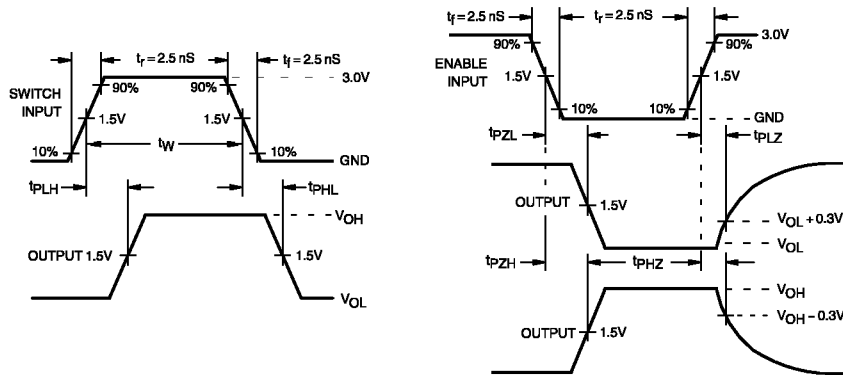 tr = 2.5 nS
tf = 2.5 nS
90%
90%
3.0V
SWITCH
INPUT
1.5V
1.5V
tW
10%
10%
GND
tPLH
tPHL
VOH
OUTPUT
1.5V
1.5V
VOL
tf = 2.5 nS
tr = 2.5 nS
3.0V
90%
90%
ENABLE
INPUT
1.5V
1.5V
10%
10%
GND
tPZL
tPLZ
OUTPUT
1.5V
VOL + 0.3V
VOL
tPZH
tPHZ
VOH
VOH – 0.3V
OUTPUT
1.5V